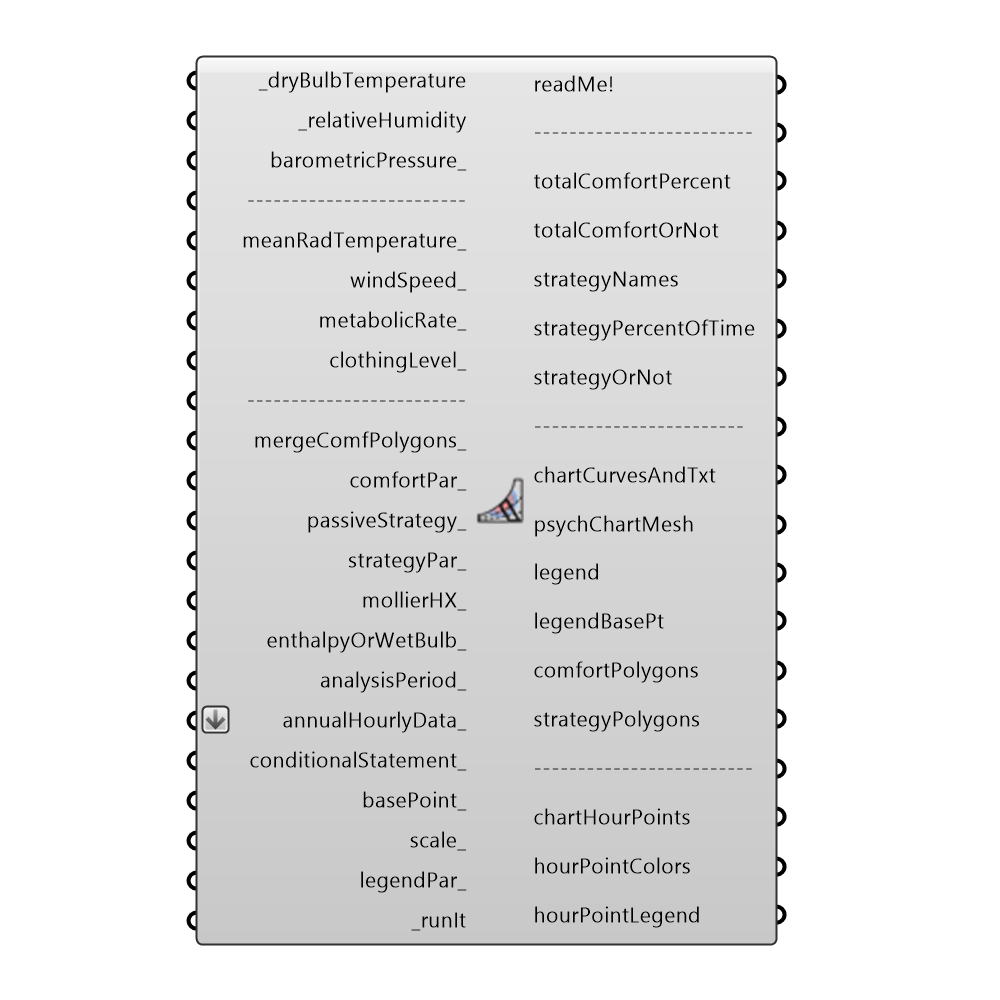 _dryBulbTemperature
_relativeHumidity
barometricPressure_
-------------------------
meanRadTemperature_
windSpeed_
metabolicRate_
clothingLevel_
-------------------------
mergeComfPolygons_
comfortPar_
passiveStrategy_
strategyPar_
mollierHX_
enthalpyOrWetBulb_
analysisPeriod_
annualHourlyData_
conditionalStatement_
basePoint_
scale_
legendPar_
_runIt
readMe!
-------------------------
totalComfortPercent
totalComfortOrNot
strategyNames
strategyPercentOfTime
strategyOrNot
------------------------
chartCurvesAndTxt
psychChartMesh
legend
legendBasePt
comfortPolygons
strategyPolygons
-------------------------
chartHourPoints
hourPointColors
hourPointLegend